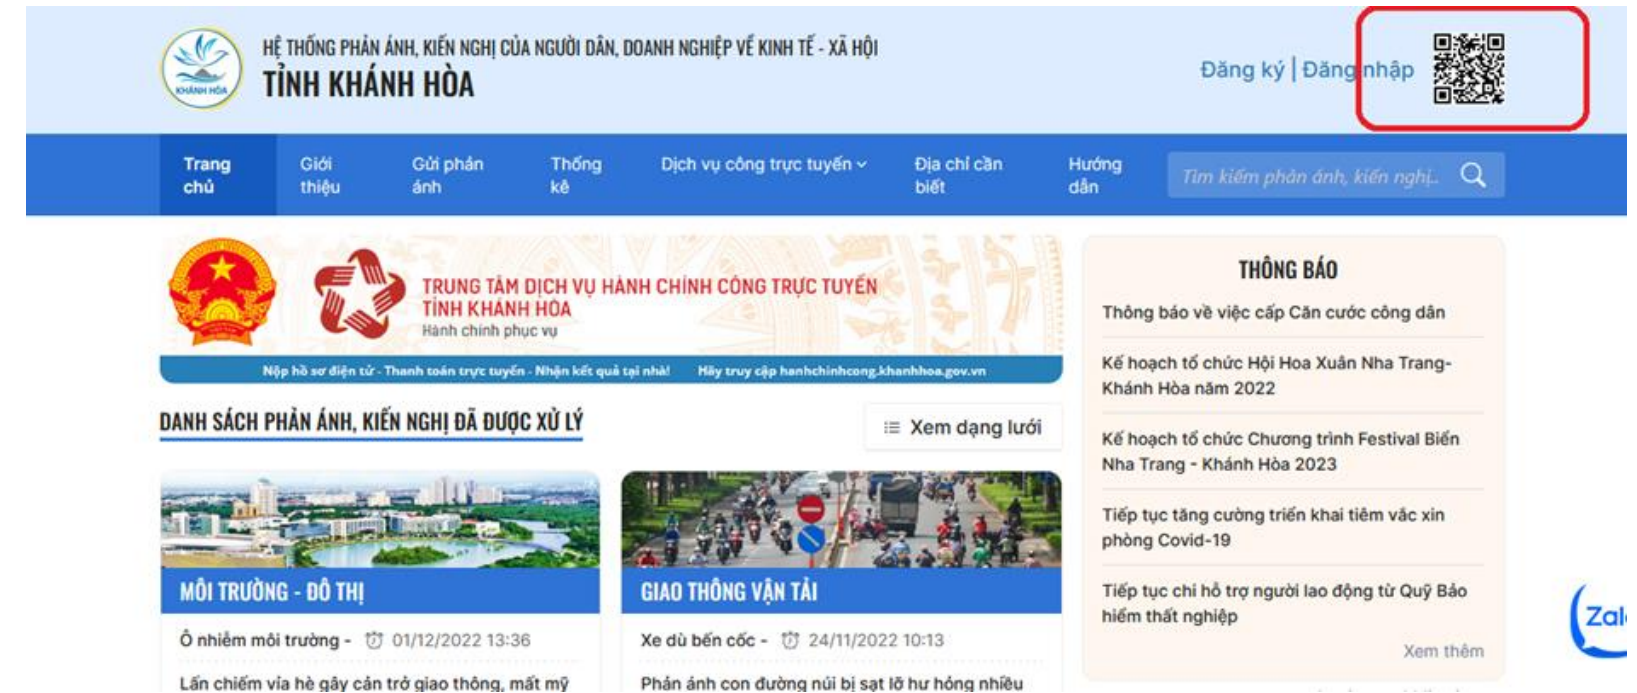 HỆ THỐNG PHẢN ÁNH, KIẾN NGHỊ CỦA NGƯỜI DÂN, DOANH NGHIỆP VỀ KINH TẾ - XÃ HỘI
TỈNH KHÁNH HÒA
KHÁNH HÒA
Đăng ký | Đăng nhập
Trang chủ
Giới thiệu
Gửi phản ánh
Thống kê
Dịch vụ công trực tuyến
Địa chỉ cần biết
Hướng dẫn
Tìm kiếm phản ánh, kiến nghị..
TRUNG TÂM DỊCH VỤ HÀNH CHÍNH CÔNG TRỰC TUYẾN
TỈNH KHÁNH HÒA
Hành chính phục vụ
Nộp hồ sơ điện tử - Thanh toán trực tuyến - Nhận kết quả tại nhà! Hãy truy cập hanhchinhcong.khanhhoa.gov.vn
DANH SÁCH PHẢN ÁNH, KIẾN NGHỊ ĐÃ ĐƯỢC XỬ LÝ
Xem dạng lưới
MÔI TRƯỜNG - ĐÔ THỊ
Ô nhiễm môi trường - 01/12/2022 13:36
Lấn chiếm vỉa hè gây cản trở giao thông, mất mỹ
GIAO THÔNG VẬN TẢI
Xe dù bến cốc - 24/11/2022 10:13
Phản ánh con đường núi bị sạt lỡ hư hỏng nhiều
THÔNG BÁO
Thông báo về việc cấp Căn cước công dân
Kế hoạch tổ chức Hội Hoa Xuân Nha Trang-
Khánh Hòa năm 2022
Kế hoạch tổ chức Chương trình Festival Biển
Nha Trang - Khánh Hòa 2023
Tiếp tục tăng cường triển khai tiêm vắc xin
phòng Covid-19
Tiếp tục chi hỗ trợ người lao động từ Quỹ Bảo
hiểm thất nghiệp
Xem thêm
Zalo